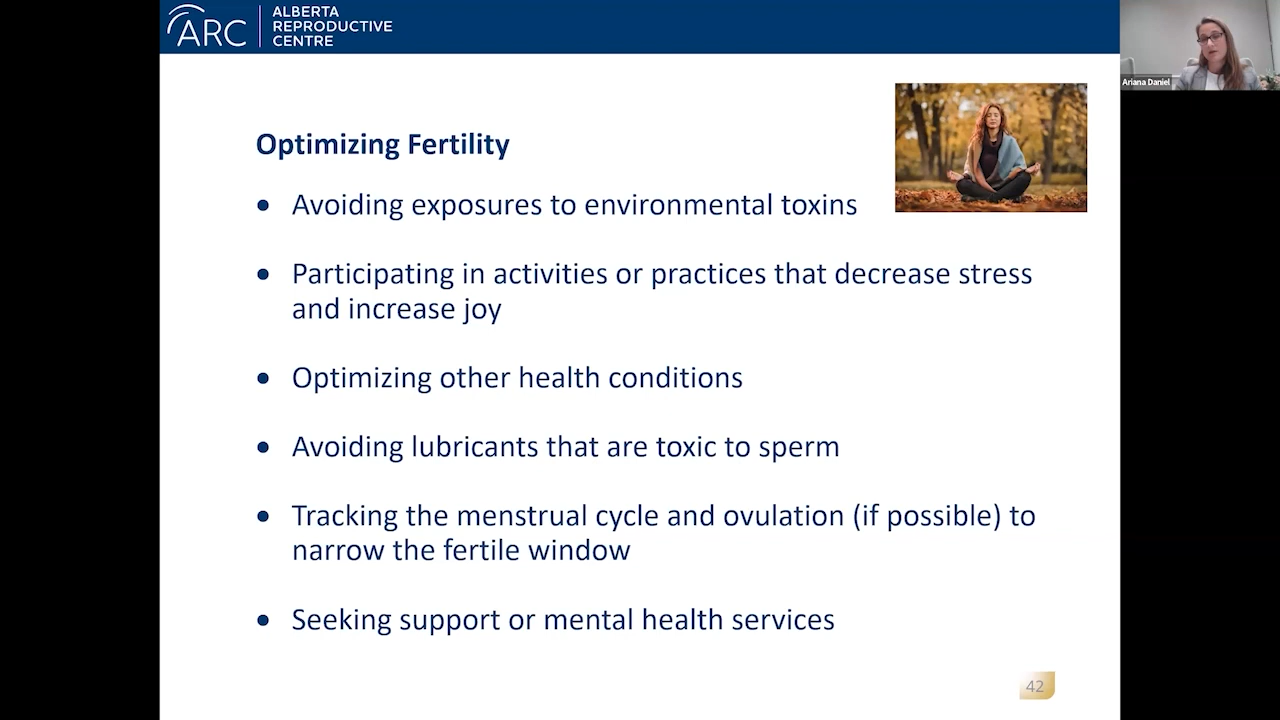 ARC
ALBERTA
REPRODUCTIVE
CENTRE
Ariana Daniel
Optimizing Fertility
• Avoiding exposures to environmental toxins
• Participating in activities or practices that decrease stress
and increase joy
• Optimizing other health conditions
• Avoiding lubricants that are toxic to sperm
• Tracking the menstrual cycle and ovulation (if possible) to
narrow the fertile window
• Seeking support or mental health services
42